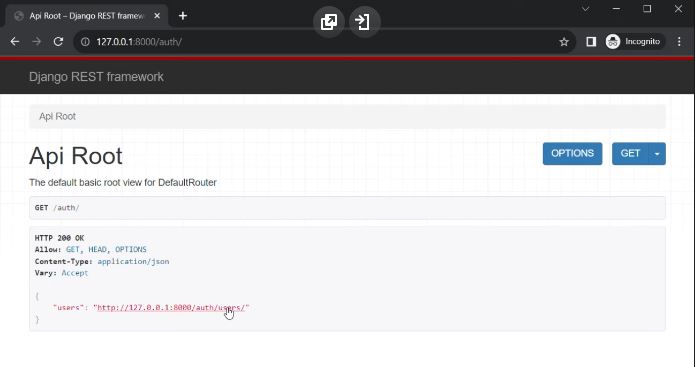 Api Root – Django REST framew
127.0.0.1:8000/auth/
Incognito
Django REST framework
Api Root
Api Root
OPTIONS
GET
The default basic root view for DefaultRouter
GET /auth/
HTTP 200 OK
Allow: GET, HEAD, OPTIONS
Content-Type: application/json
Vary: Accept
{
"users": "http://127.0.0.1:8000/auth/users/"
}